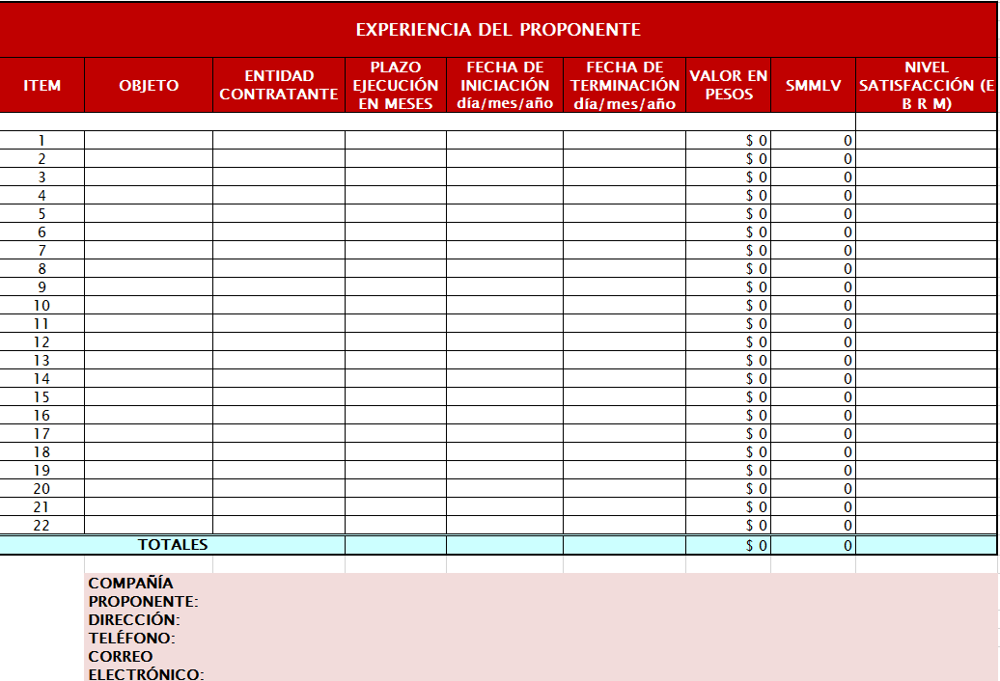 EXPERIENCIA DEL PROPONENTE
ITEM OBJETO ENTIDAD CONTRATANTE PLAZO EJECUCIÓN EN MESES FECHA DE INICIACIÓN día/mes/año FECHA DE TERMINACIÓN día/mes/año VALOR EN PESOS SMMLV NIVEL SATISFACCIÓN (E B R M)
1 $ 0 0
2 $ 0 0
3 $ 0 0
4 $ 0 0
5 $ 0 0
6 $ 0 0
7 $ 0 0
8 $ 0 0
9 $ 0 0
10 $ 0 0
11 $ 0 0
12 $ 0 0
13 $ 0 0
14 $ 0 0
15 $ 0 0
16 $ 0 0
17 $ 0 0
18 $ 0 0
19 $ 0 0
20 $ 0 0
21 $ 0 0
22 $ 0 0
TOTALES $ 0 0
COMPAÑÍA
PROPONENTE:
DIRECCIÓN:
TELÉFONO:
CORREO
ELECTRÓNICO: